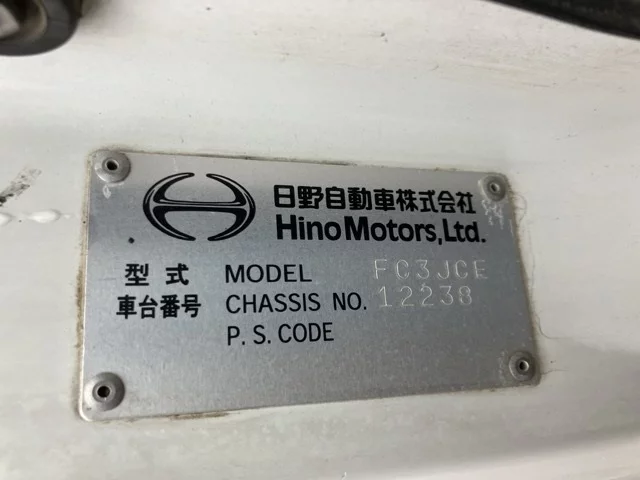 日野自動車株式会社
Hino Motors, Ltd.
型式 MODEL FC3JCE
車台番号 CHASSIS NO. 12238
P. S. CODE